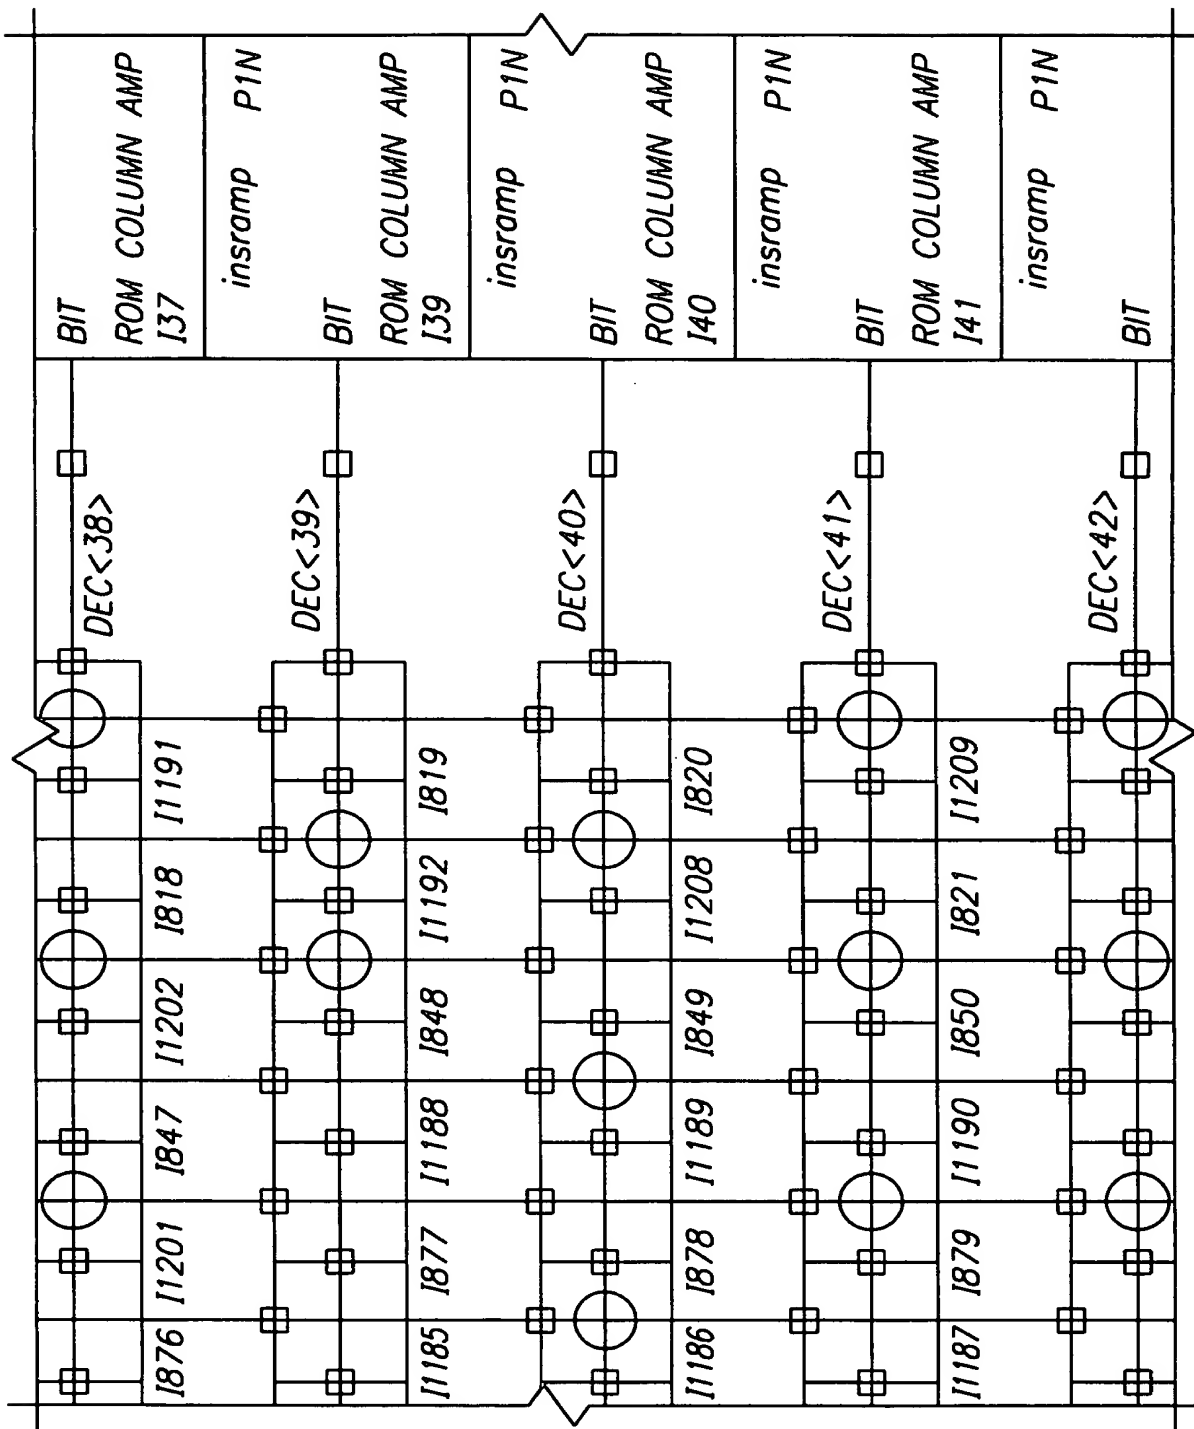 BIT
ROM COLUMN AMP
I37
insramp P1N
BIT
ROM COLUMN AMP
I39
insramp P1N
BIT
ROM COLUMN AMP
I40
insramp P1N
BIT
ROM COLUMN AMP
I41
insramp P1N
BIT
DEC<38>
DEC<39>
DEC<40>
DEC<41>
DEC<42>
I876 I1201 I847 I1202 I818 I1191
I1185 I877 I1188 I848 I1192 I819
I1186 I878 I1189 I849 I1208 I820
I1187 I879 I1190 I850 I821 I1209